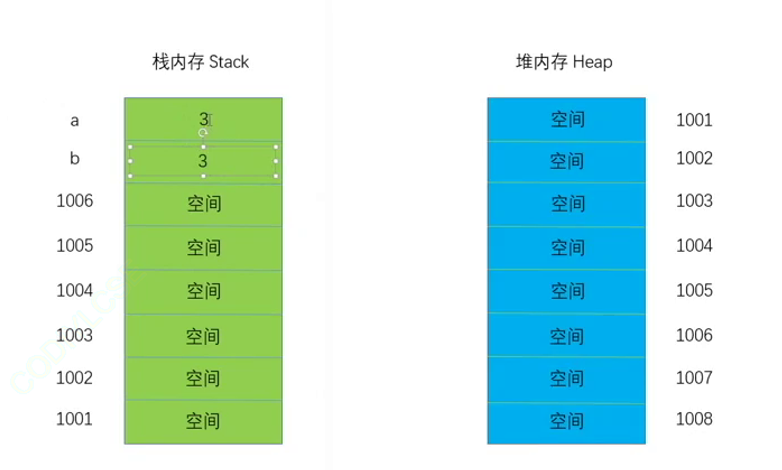 栈内存 Stack
堆内存 Heap
a 3
b 3
1006 空间
1005 空间
1004 空间
1003 空间
1002 空间
1001 空间
空间 1001
空间 1002
空间 1003
空间 1004
空间 1005
空间 1006
空间 1007
空间 1008